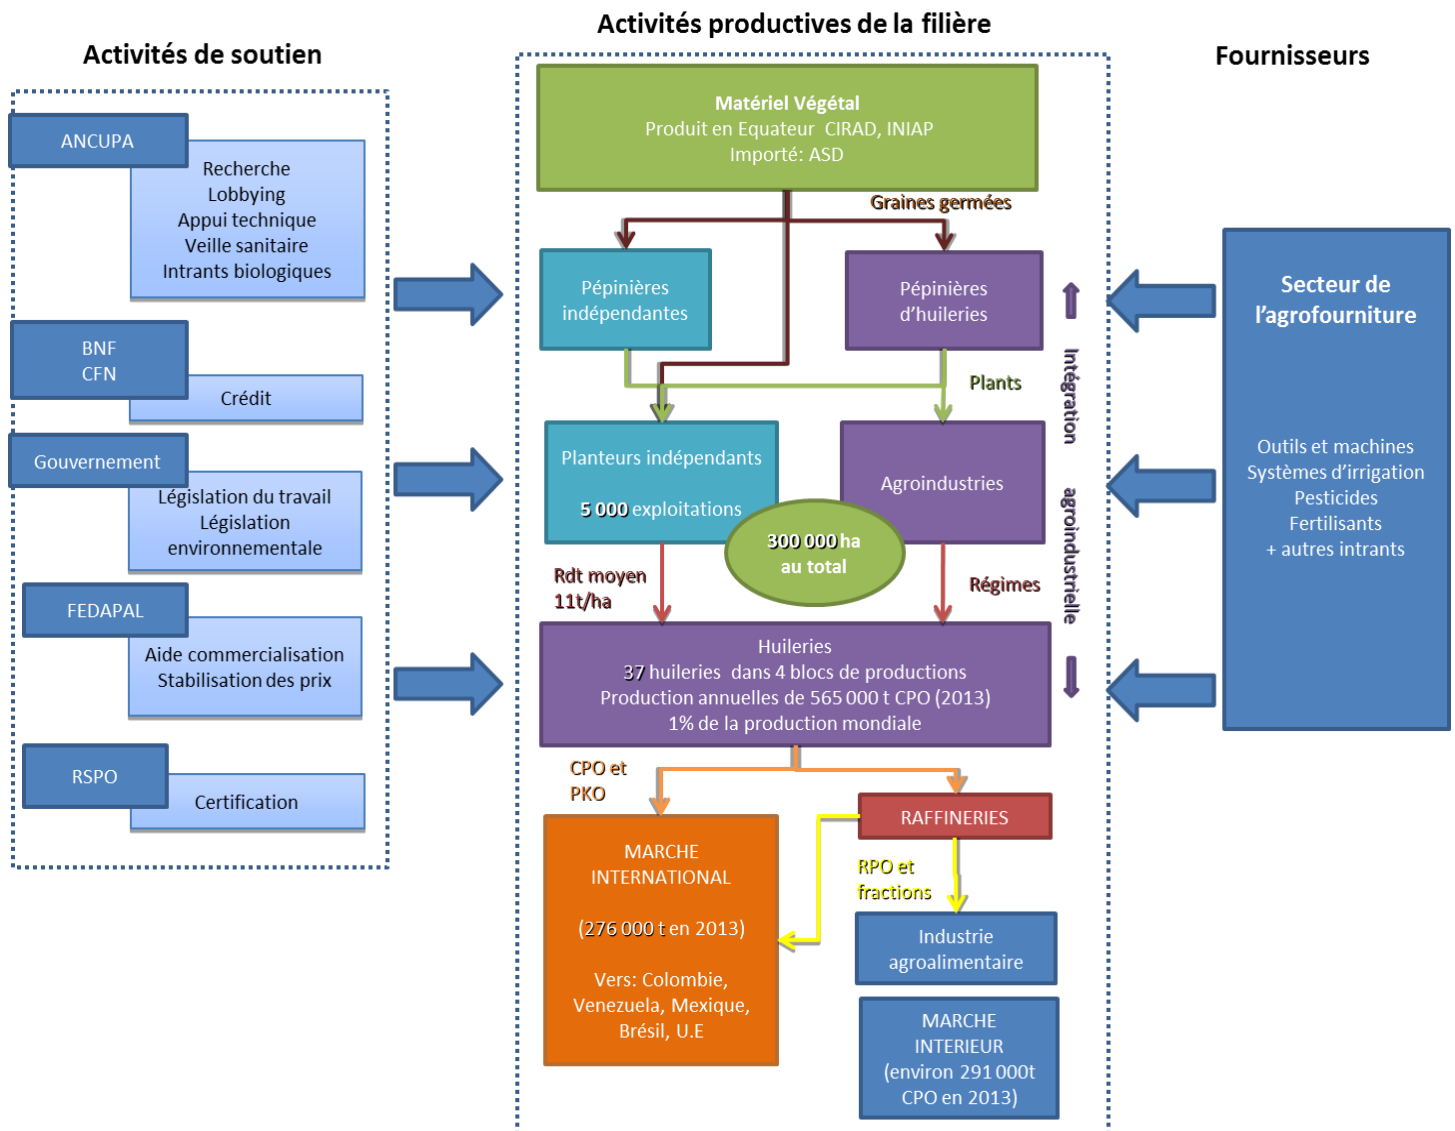 Activités de soutien
ANCUPA
Recherche
Lobbying
Appui technique
Veille sanitaire
Intrants biologiques
BNF
CFN
Crédit
Gouvernement
Législation du travail
Législation
environnementale
FEDAPAL
Aide commercialisation
Stabilisation des prix
RSPO
Certification
Activités productives de la filière
Matériel Végétal
Produit en Equateur CIRAD, INIAP
Importé: ASD
Graines germées
Pépinières
indépendantes
Pépinières
d’huileries
Plants
Planteurs indépendants
5 000 exploitations
Agroindustries
300 000 ha
au total
Rdt moyen
11t/ha
Régimes
Intégration agroindustrielle
Huileries
37 huileries dans 4 blocs de productions
Production annuelles de 565 000 t CPO (2013)
1% de la production mondiale
CPO et
PKO
RAFFINERIES
MARCHE
INTERNATIONAL
(276 000 t en 2013)
Vers: Colombie,
Venezuela, Mexique,
Brésil, U.E
RPO et
fractions
Industrie
agroalimentaire
MARCHE
INTERIEUR
(environ 291 000t
CPO en 2013)
Fournisseurs
Secteur de
l’agrofourniture
Outils et machines
Systèmes d’irrigation
Pesticides
Fertilisants
+ autres intrants